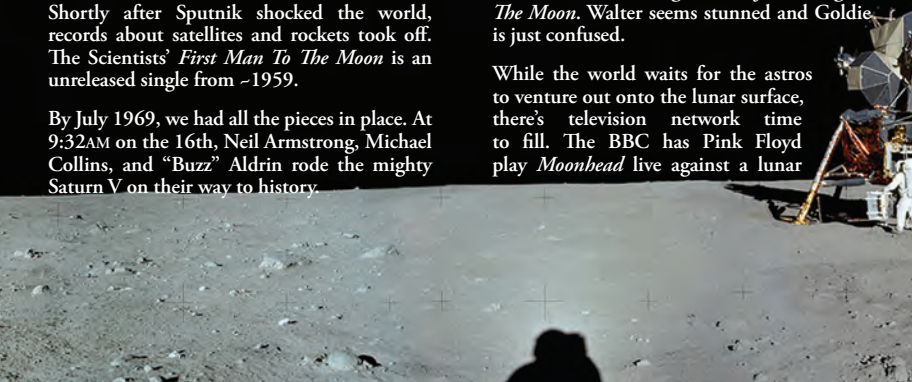 Shortly after Sputnik shocked the world,
records about satellites and rockets took off.
The Scientists' First Man To The Moon is an
unreleased single from ~1959.
By July 1969, we had all the pieces in place. At
9:32AM on the 16th, Neil Armstrong, Michael
Collins, and “Buzz” Aldrin rode the mighty
Saturn V on their way to history.
The Moon. Walter seems stunned and Goldie
is just confused.
While the world waits for the astros
to venture out onto the lunar surface,
there's television network time
to fill. The BBC has Pink Floyd
play Moonhead live against a lunar